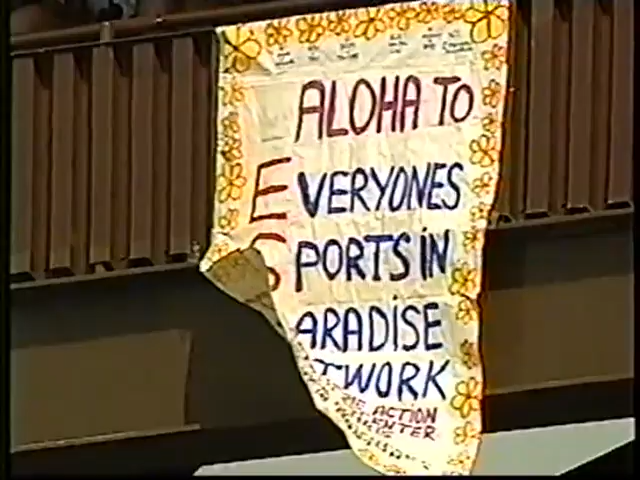 ALOHA TO
EVERYONES
SPORTS IN
ARADISE
TWORK
ACTION